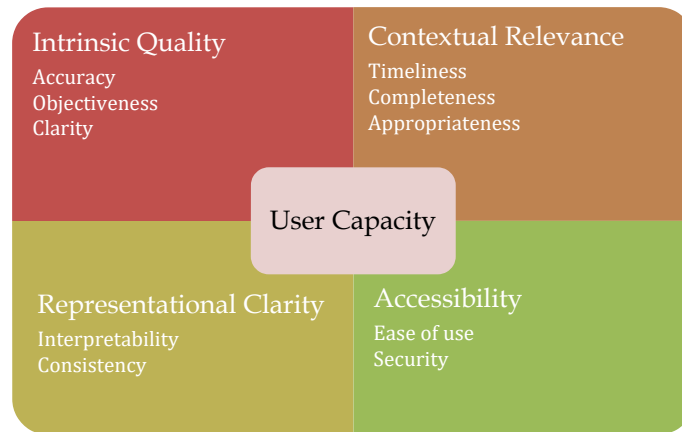 Intrinsic Quality
Accuracy
Objectiveness
Clarity
Contextual Relevance
Timeliness
Completeness
Appropriateness
User Capacity
Representational Clarity
Interpretability
Consistency
Accessibility
Ease of use
Security